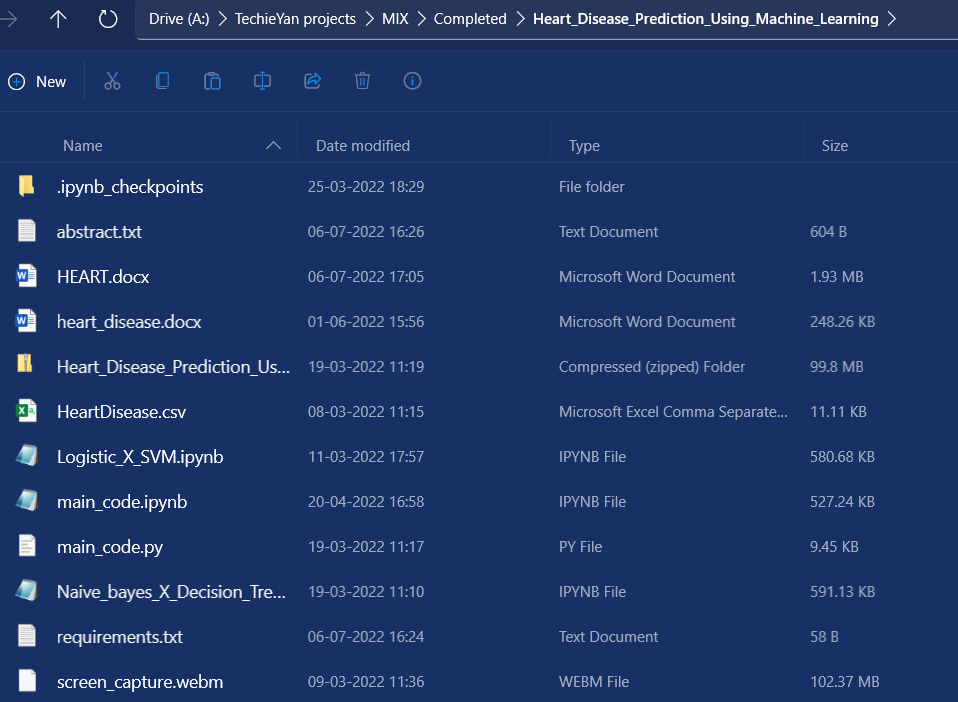 Drive (A:) > TechieYan projects > MIX > Completed > Heart_Disease_Prediction_Using_Machine_Learning >
New
Name Date modified Type Size
.ipynb_checkpoints 25-03-2022 18:29 File folder
abstract.txt 06-07-2022 16:26 Text Document 604 B
HEART.docx 06-07-2022 17:05 Microsoft Word Document 1.93 MB
heart_disease.docx 01-06-2022 15:56 Microsoft Word Document 248.26 KB
Heart_Disease_Prediction_Us... 19-03-2022 11:19 Compressed (zipped) Folder 99.8 MB
HeartDisease.csv 08-03-2022 11:15 Microsoft Excel Comma Separate... 11.11 KB
Logistic_X_SVM.ipynb 11-03-2022 17:57 IPYNB File 580.68 KB
main_code.ipynb 20-04-2022 16:58 IPYNB File 527.24 KB
main_code.py 19-03-2022 11:17 PY File 9.45 KB
Naive_bayes_X_Decision_Tre... 19-03-2022 11:10 IPYNB File 591.13 KB
requirements.txt 06-07-2022 16:24 Text Document 58 B
screen_capture.webm 09-03-2022 11:36 WEBM File 102.37 MB